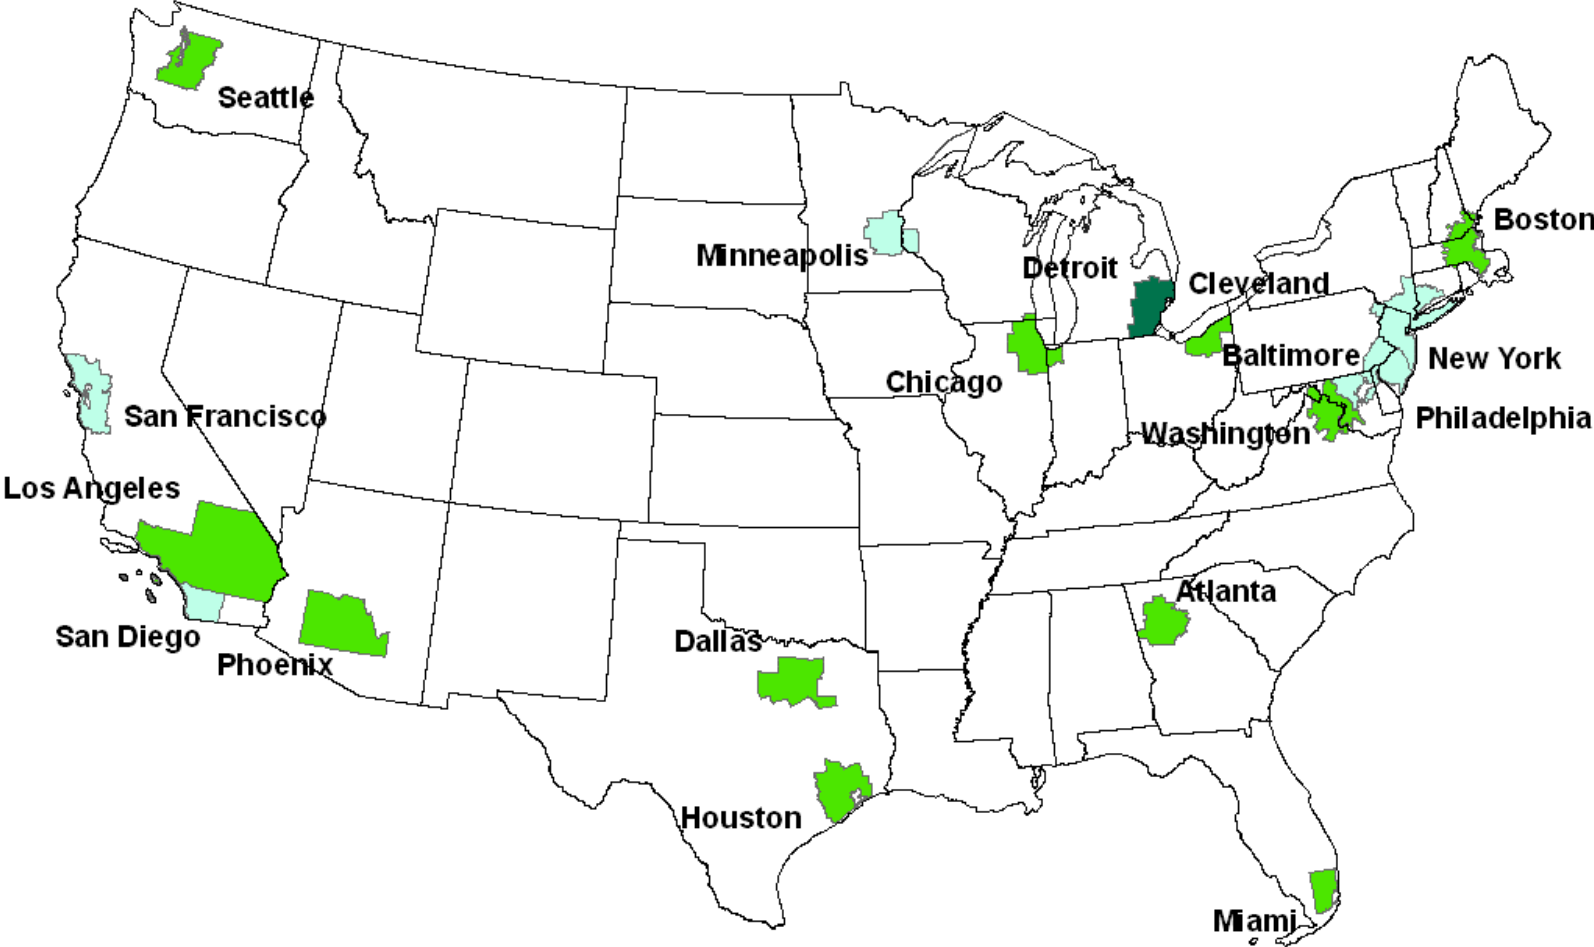 Seattle
Boston
Minneapolis
Detroit
Cleveland
Baltimore
New York
Chicago
San Francisco
Philadelphia
Washington
Los Angeles
Atlanta
San Diego
Dallas
Phoenix
Houston
Miami